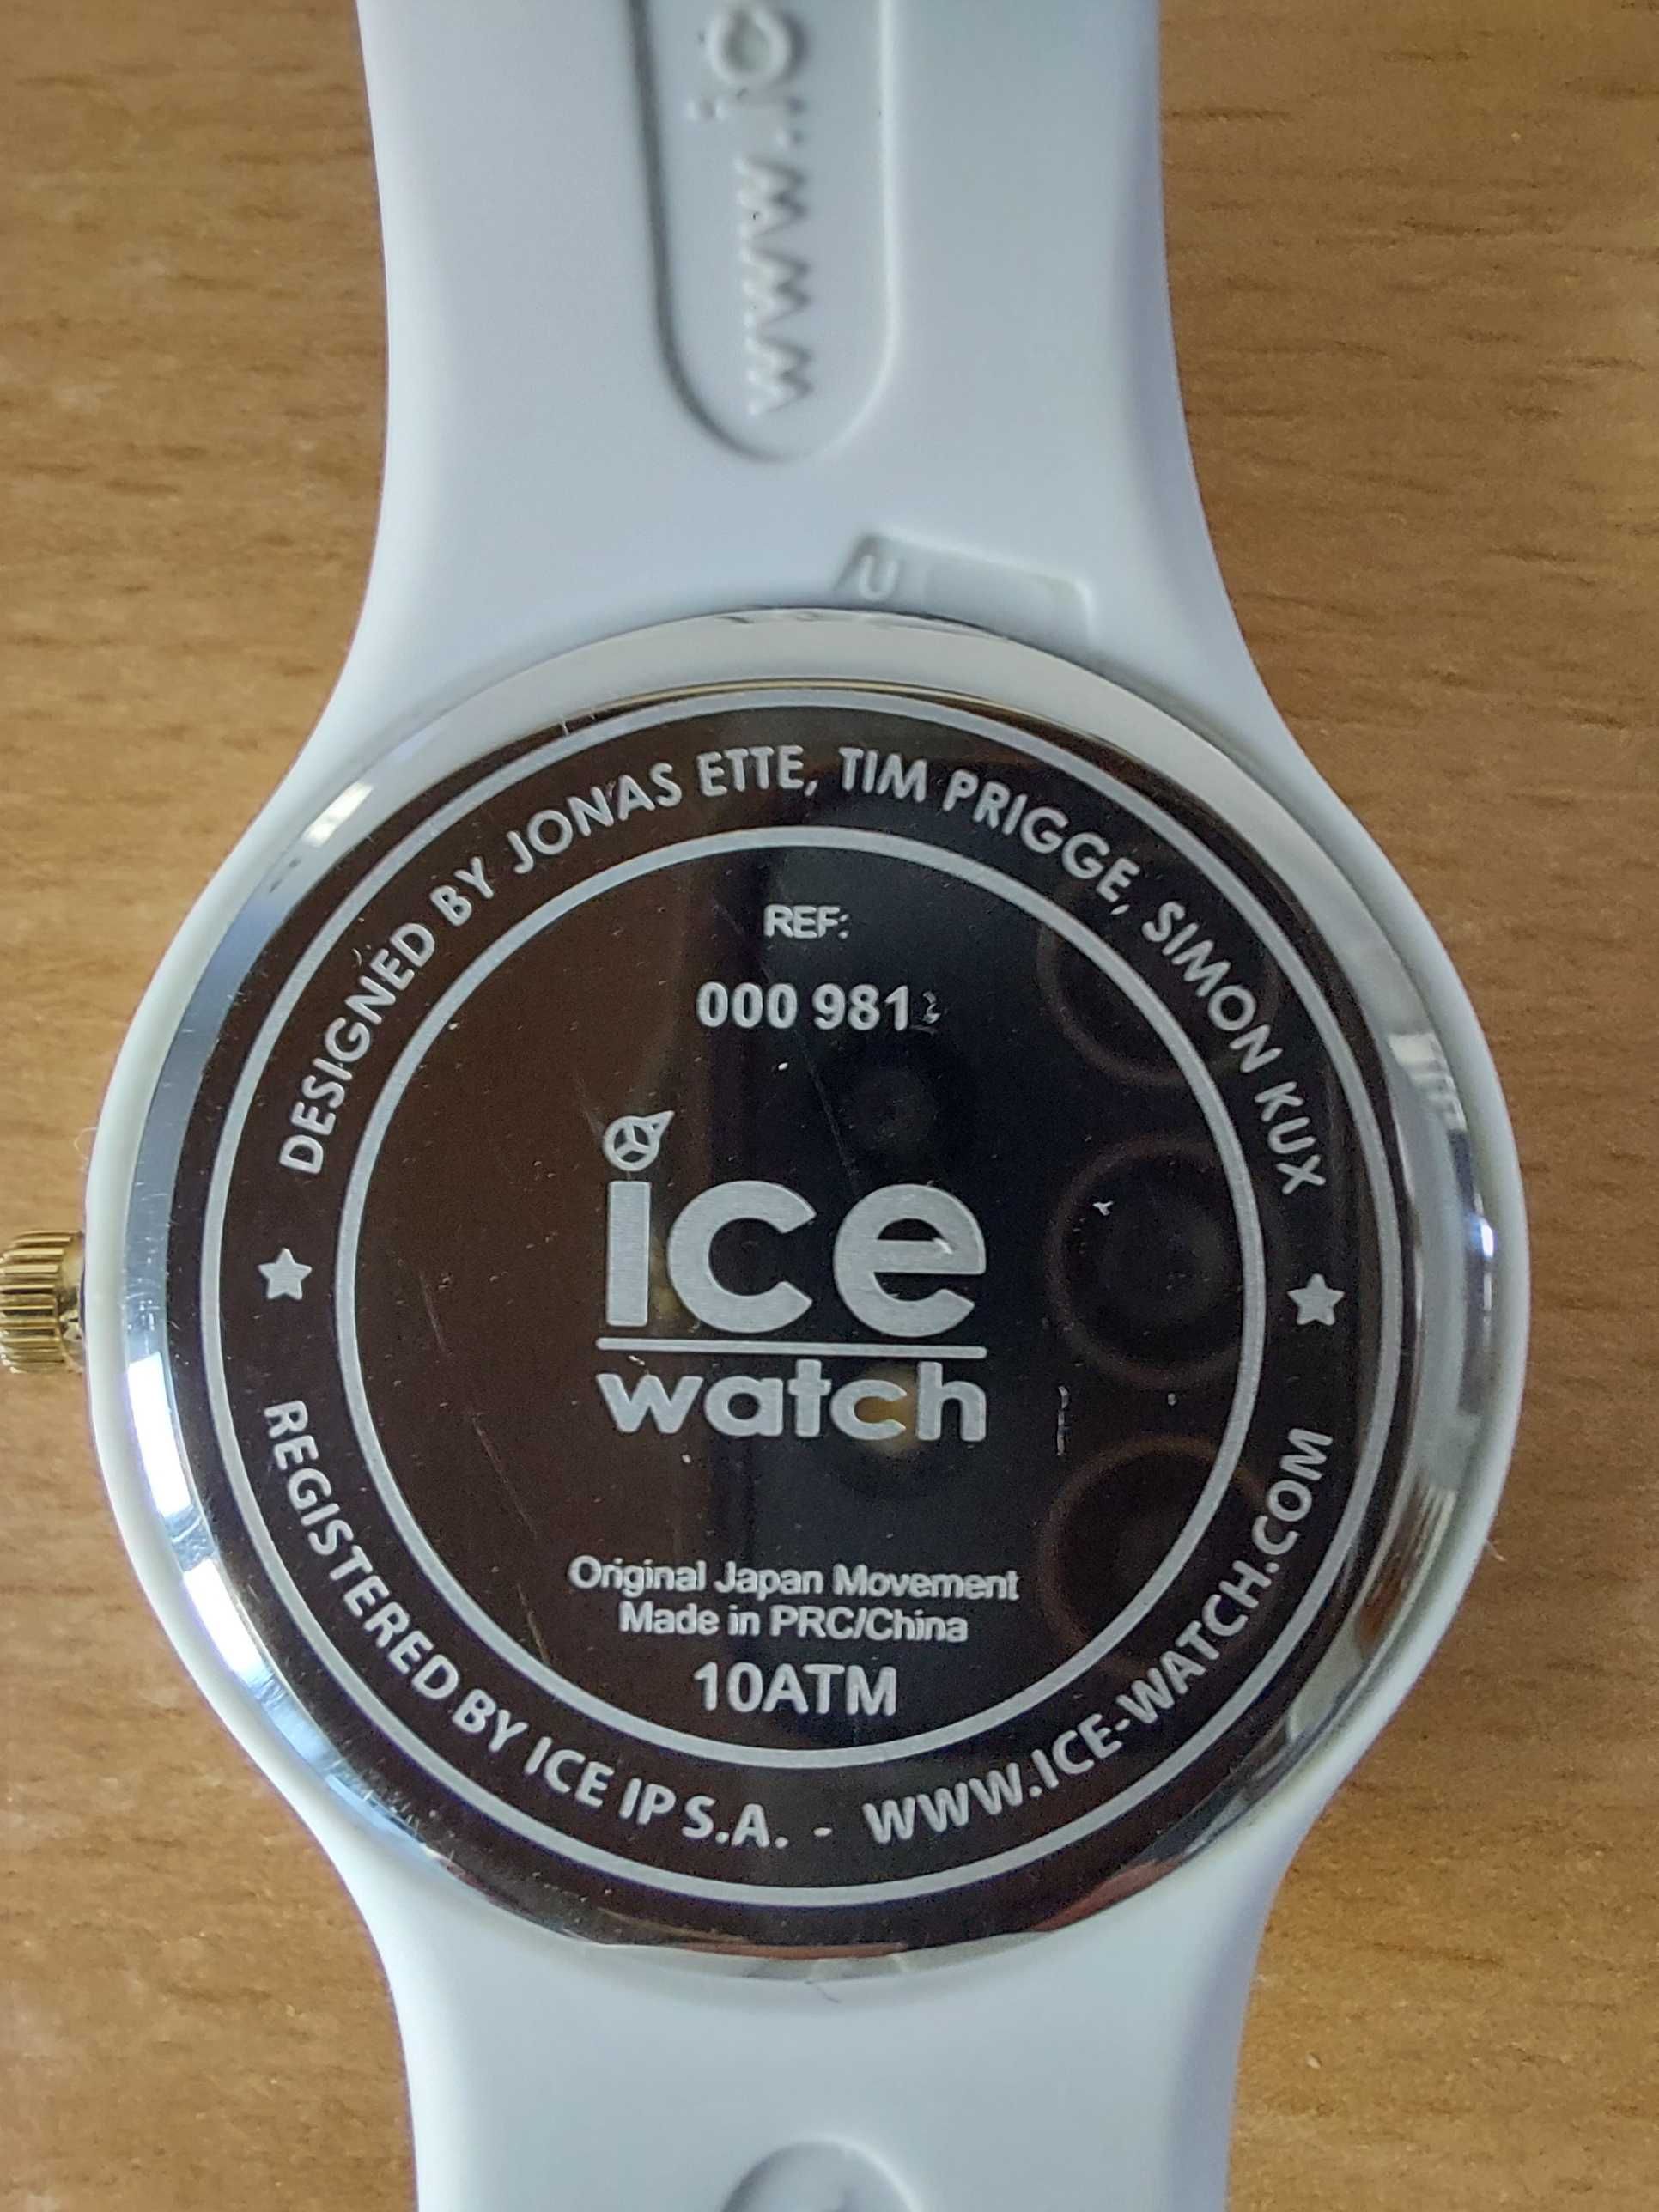 www.ic
U
DESIGNED BY JONAS ETTE, TIM PRIGGE, SIMON KUX
REF:
000 981
ice
watch
Original Japan Movement
Made in PRC/China
10ATM
REGISTERED BY ICE IP S.A. - WWW.ICE-WATCH.COM